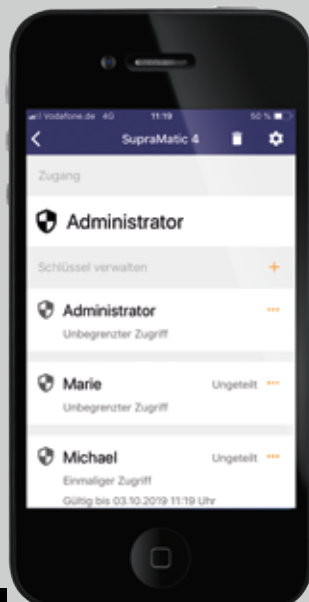 Vodafone.de 4G 11:19 50 %
SupraMatic 4
Zugang
Administrator
Schlüssel verwalten
Administrator
Unbegrenzter Zugriff
Marie Ungeteilt
Unbegrenzter Zugriff
Michael Ungeteilt
Einmaliger Zugriff
Gültig bis 03.10.2019 11:19 Uhr